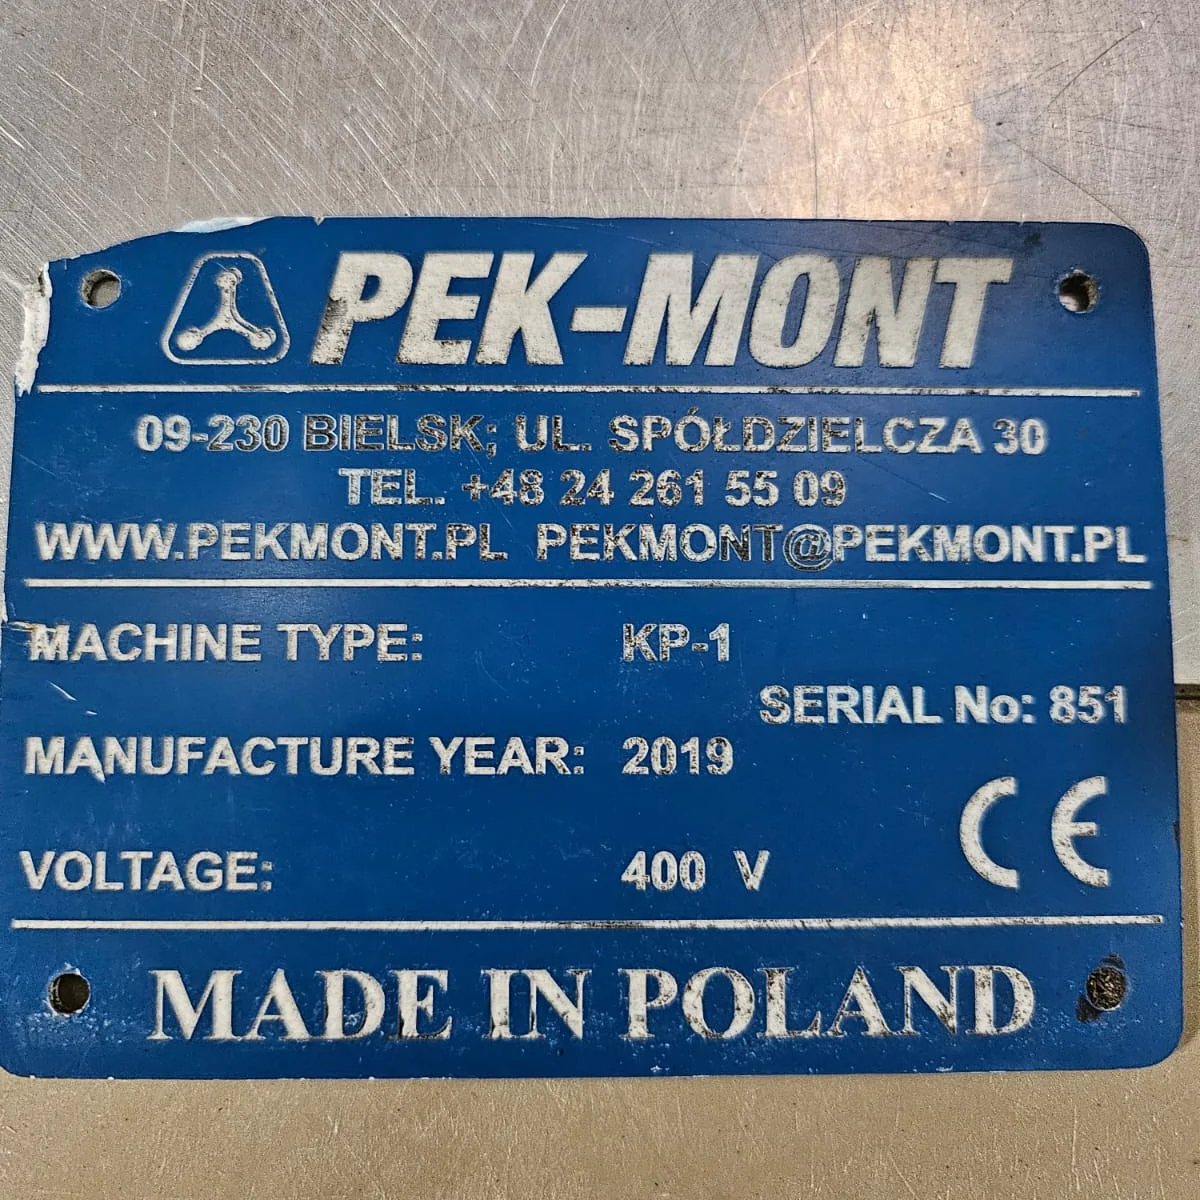 PEK-MONT
09-230 BIELSK; UL. SPÓŁDZIELCZA 30
TEL. +48 24 261 55 09
WWW.PEKMONT.PL PEKMONT@PEKMONT.PL
MACHINE TYPE: KP-1
SERIAL No: 851
MANUFACTURE YEAR: 2019
CE
VOLTAGE: 400 V
MADE IN POLAND